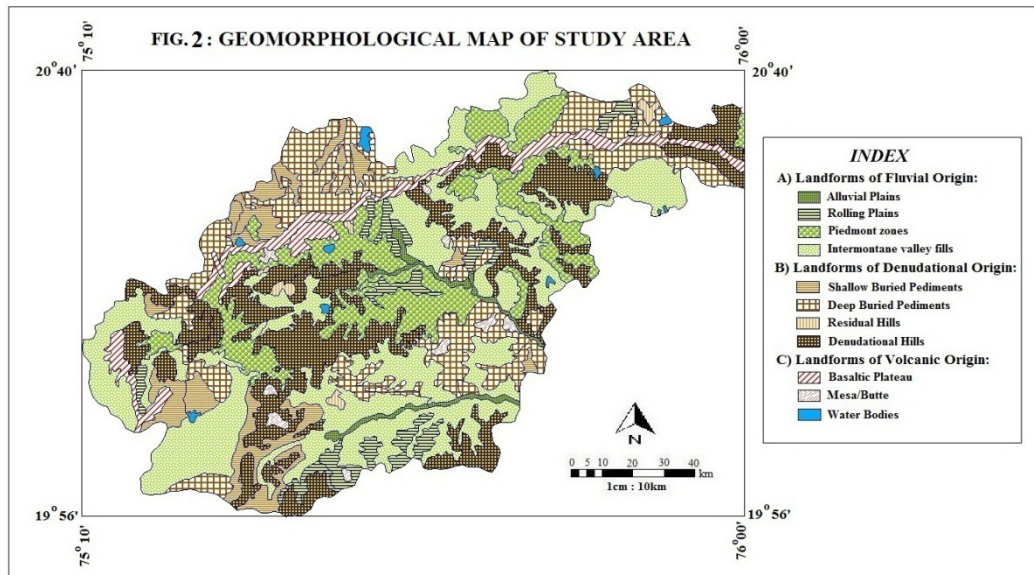 FIG. 2 : GEOMORPHOLOGICAL MAP OF STUDY AREA
75° 10'
76° 00'
20° 40'
20° 40'
INDEX
A) Landforms of Fluvial Origin:
Alluvial Plains
Rolling Plains
Piedmont zones
Intermontane valley fills
B) Landforms of Denudational Origin:
Shallow Buried Pediments
Deep Buried Pediments
Residual Hills
Denudational Hills
C) Landforms of Volcanic Origin:
Basaltic Plateau
Mesa/Butte
Water Bodies
N
0 5 10 20 30 40 km
1cm : 10km
19° 56'
19° 56'
75° 10'
76° 00'